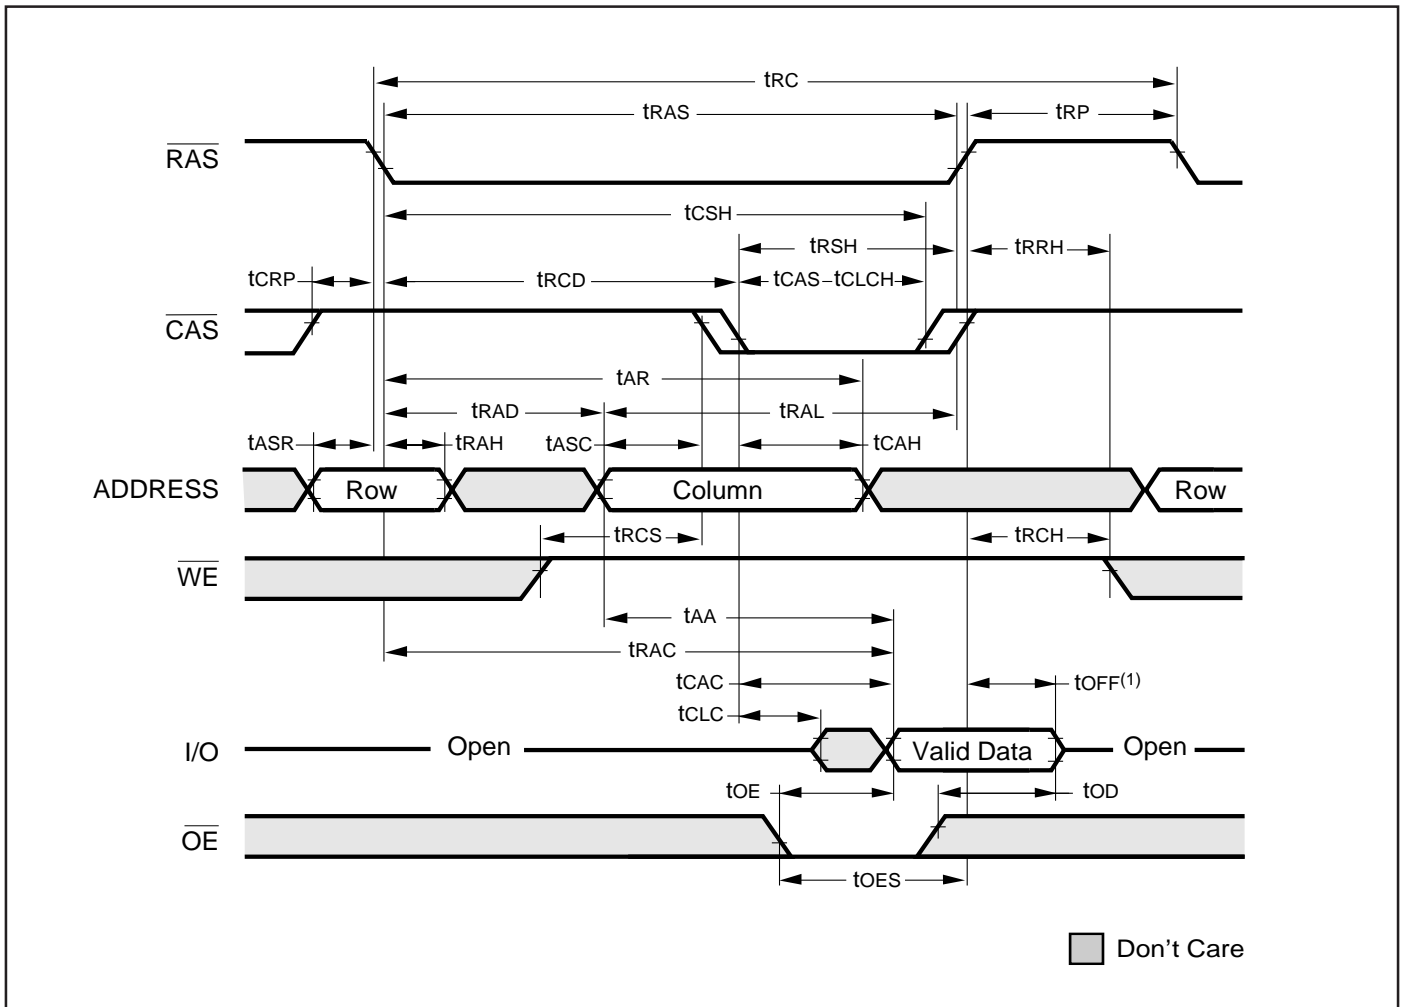 tRC
tRAS tRP
RAS
tCSH
tRSH tRRH
tCRP tRCD tCAS tCLCH
CAS
tAR
tRAD tRAL
tASR tRAH tASC tCAH
ADDRESS Row Column Row
tRCS tRCH
WE
tAA
tRAC
tCAC tOFF(1)
tCLC
I/O Open Valid Data Open
tOE tOD
OE
tOES
Don't Care